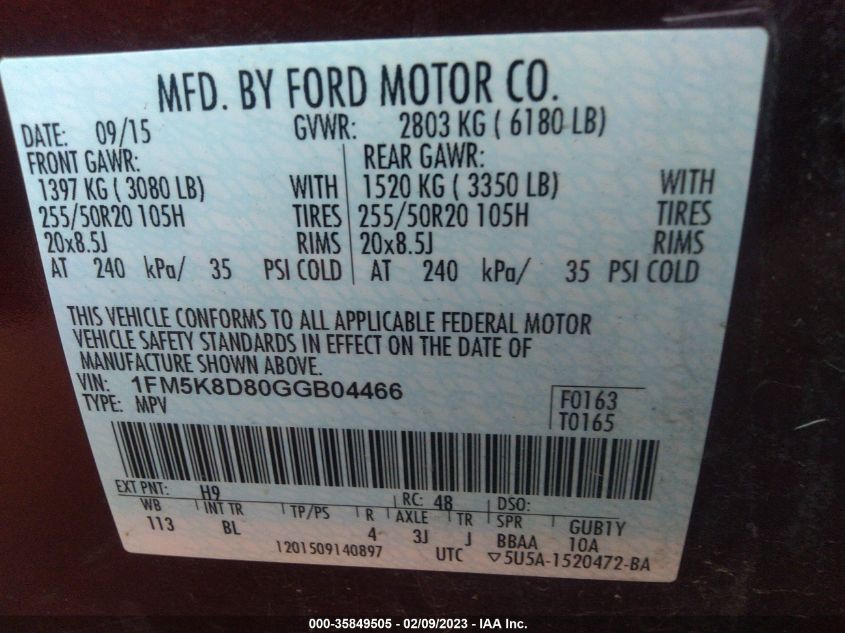 MFD. BY FORD MOTOR CO.
DATE: 09/15 GVWR: 2803 KG ( 6180 LB)
FRONT GAWR: REAR GAWR:
1397 KG ( 3080 LB) WITH 1520 KG ( 3350 LB) WITH
255/50R20 105H TIRES 255/50R20 105H TIRES
20x8.5J RIMS 20x8.5J RIMS
AT 240 kPa/ 35 PSI COLD AT 240 kPa/ 35 PSI COLD
THIS VEHICLE CONFORMS TO ALL APPLICABLE FEDERAL MOTOR
VEHICLE SAFETY STANDARDS IN EFFECT ON THE DATE OF
MANUFACTURE SHOWN ABOVE.
VIN: 1FM5K8D80GGB04466
TYPE: MPV
F0163
T0165
EXT PNT: H9 RC: 48 DSO:
WB INT TR TP/PS R AXLE TR SPR GUB1Y
113 BL 4 3J J BBAA 10A
1201509140897 UTC ▽5U5A-1520472-BA
000-35849505 - 02/09/2023 - IAA Inc.